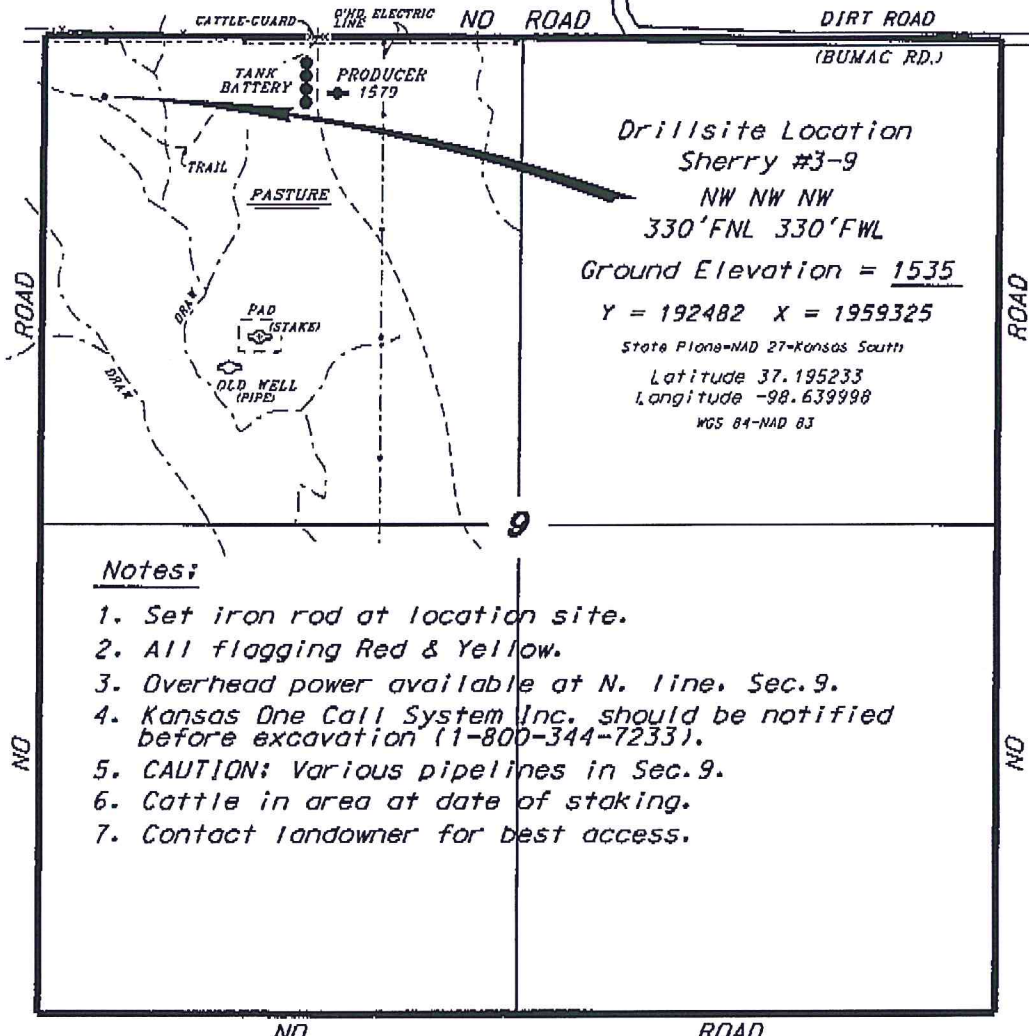 CATTLE-GUARD
O'HD. ELECTRIC
LINE
NO ROAD
DIRT ROAD
(BUMAC RD.)
TANK
BATTERY
PRODUCER
1579
TRAIL
PASTURE
Drillsite Location
Sherry #3-9
NW NW NW
330'FNL 330'FWL
Ground Elevation = 1535
Y = 192482 X = 1959325
State Plane-NAD 27-Kansas South
Latitude 37.195233
Longitude -98.639998
WGS 84-NAD 83
ROAD
ROAD
DRAW
PAD
(STAKE)
DRAW
OLD WELL
(PIPE)
9
Notes:
1. Set iron rod at location site.
2. All flagging Red & Yellow.
3. Overhead power available at N. line. Sec.9.
4. Kansas One Call System Inc. should be notified
before excavation (1-800-344-7233).
5. CAUTION: Various pipelines in Sec.9.
6. Cattle in area at date of staking.
7. Contact landowner for best access.
NO
NO
NO ROAD